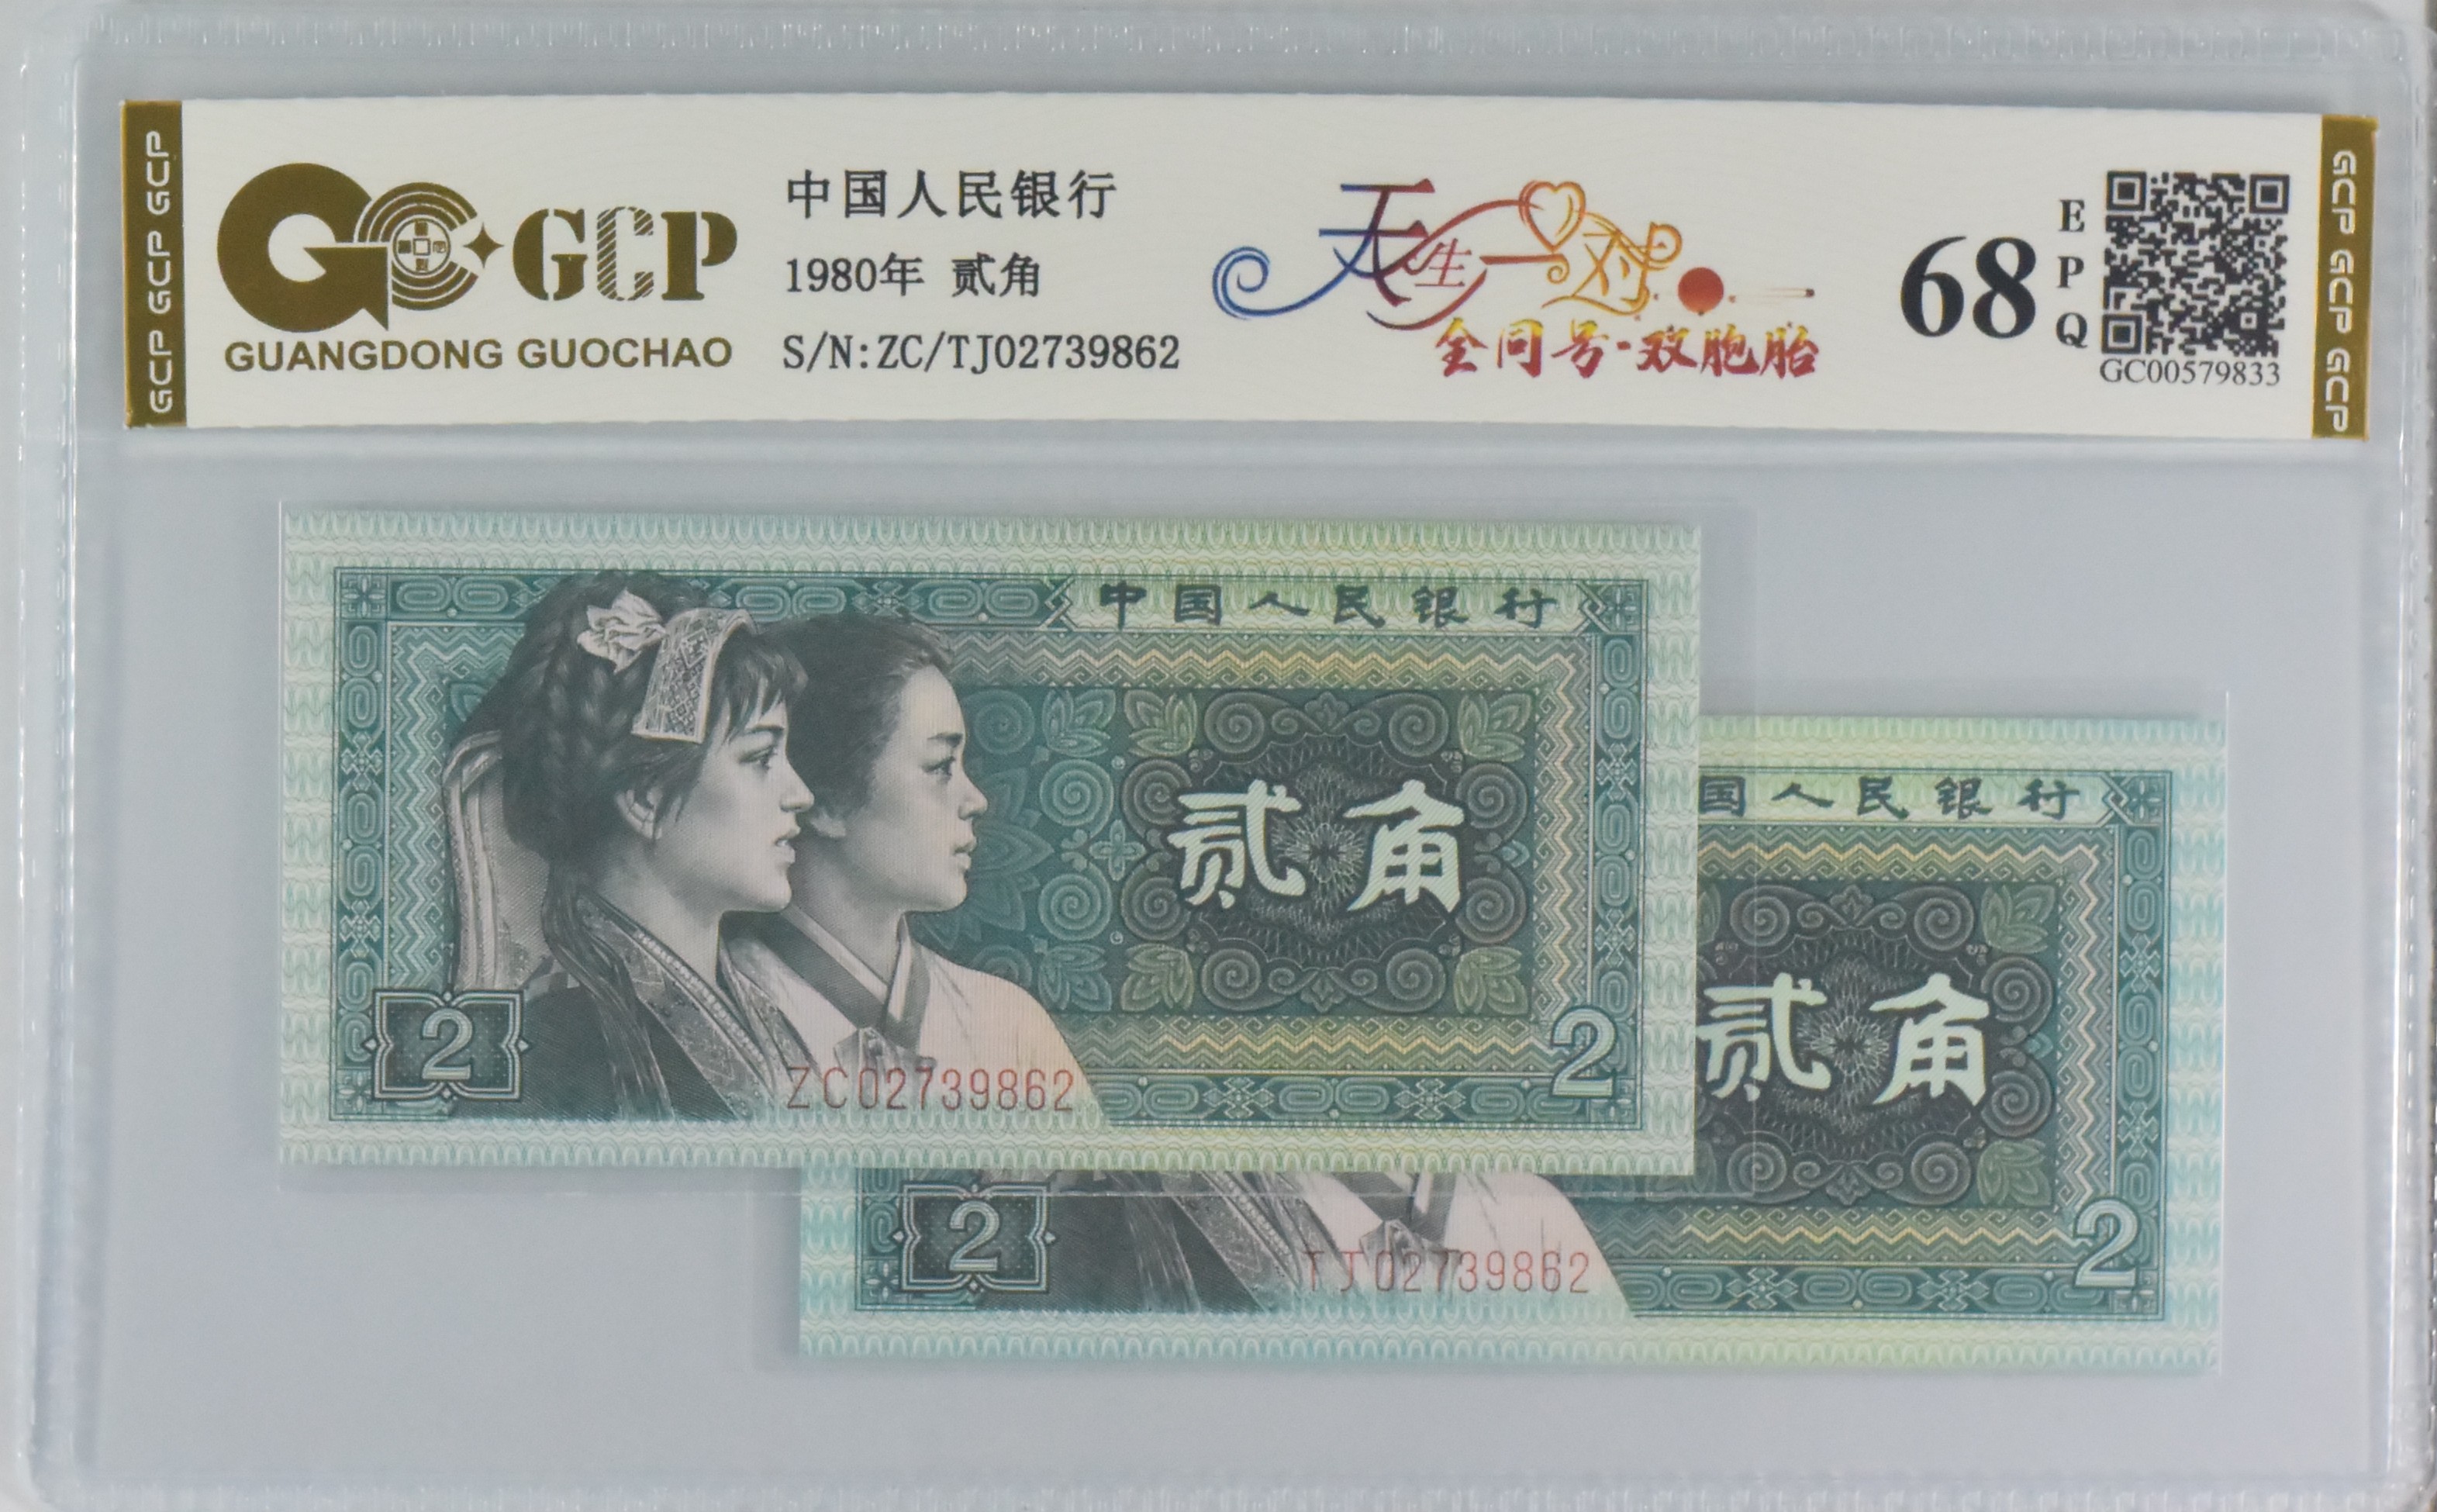 GCP GCP GCP
GCP
GUANGDONG GUOCHAO
中国人民银行
1980年 贰角
S/N:ZC/TJ02739862
天生一对
全同号·双胞胎
68
EPQ
GC00579833
GCP GCP GCP
中国人民银行
贰角
2
ZC02739862
2
国人民银行
贰角
2
TJ02739862
2